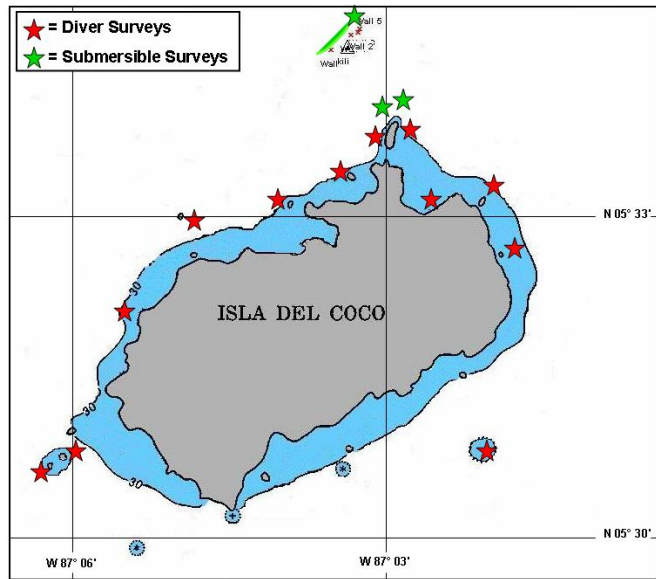 = Diver Surveys
= Submersible Surveys
Wall 5
Wall 2
Wall
kili
N 05° 33'
ISLA DEL COCO
30
30
30
N 05° 30'
W 87° 06'
W 87° 03'